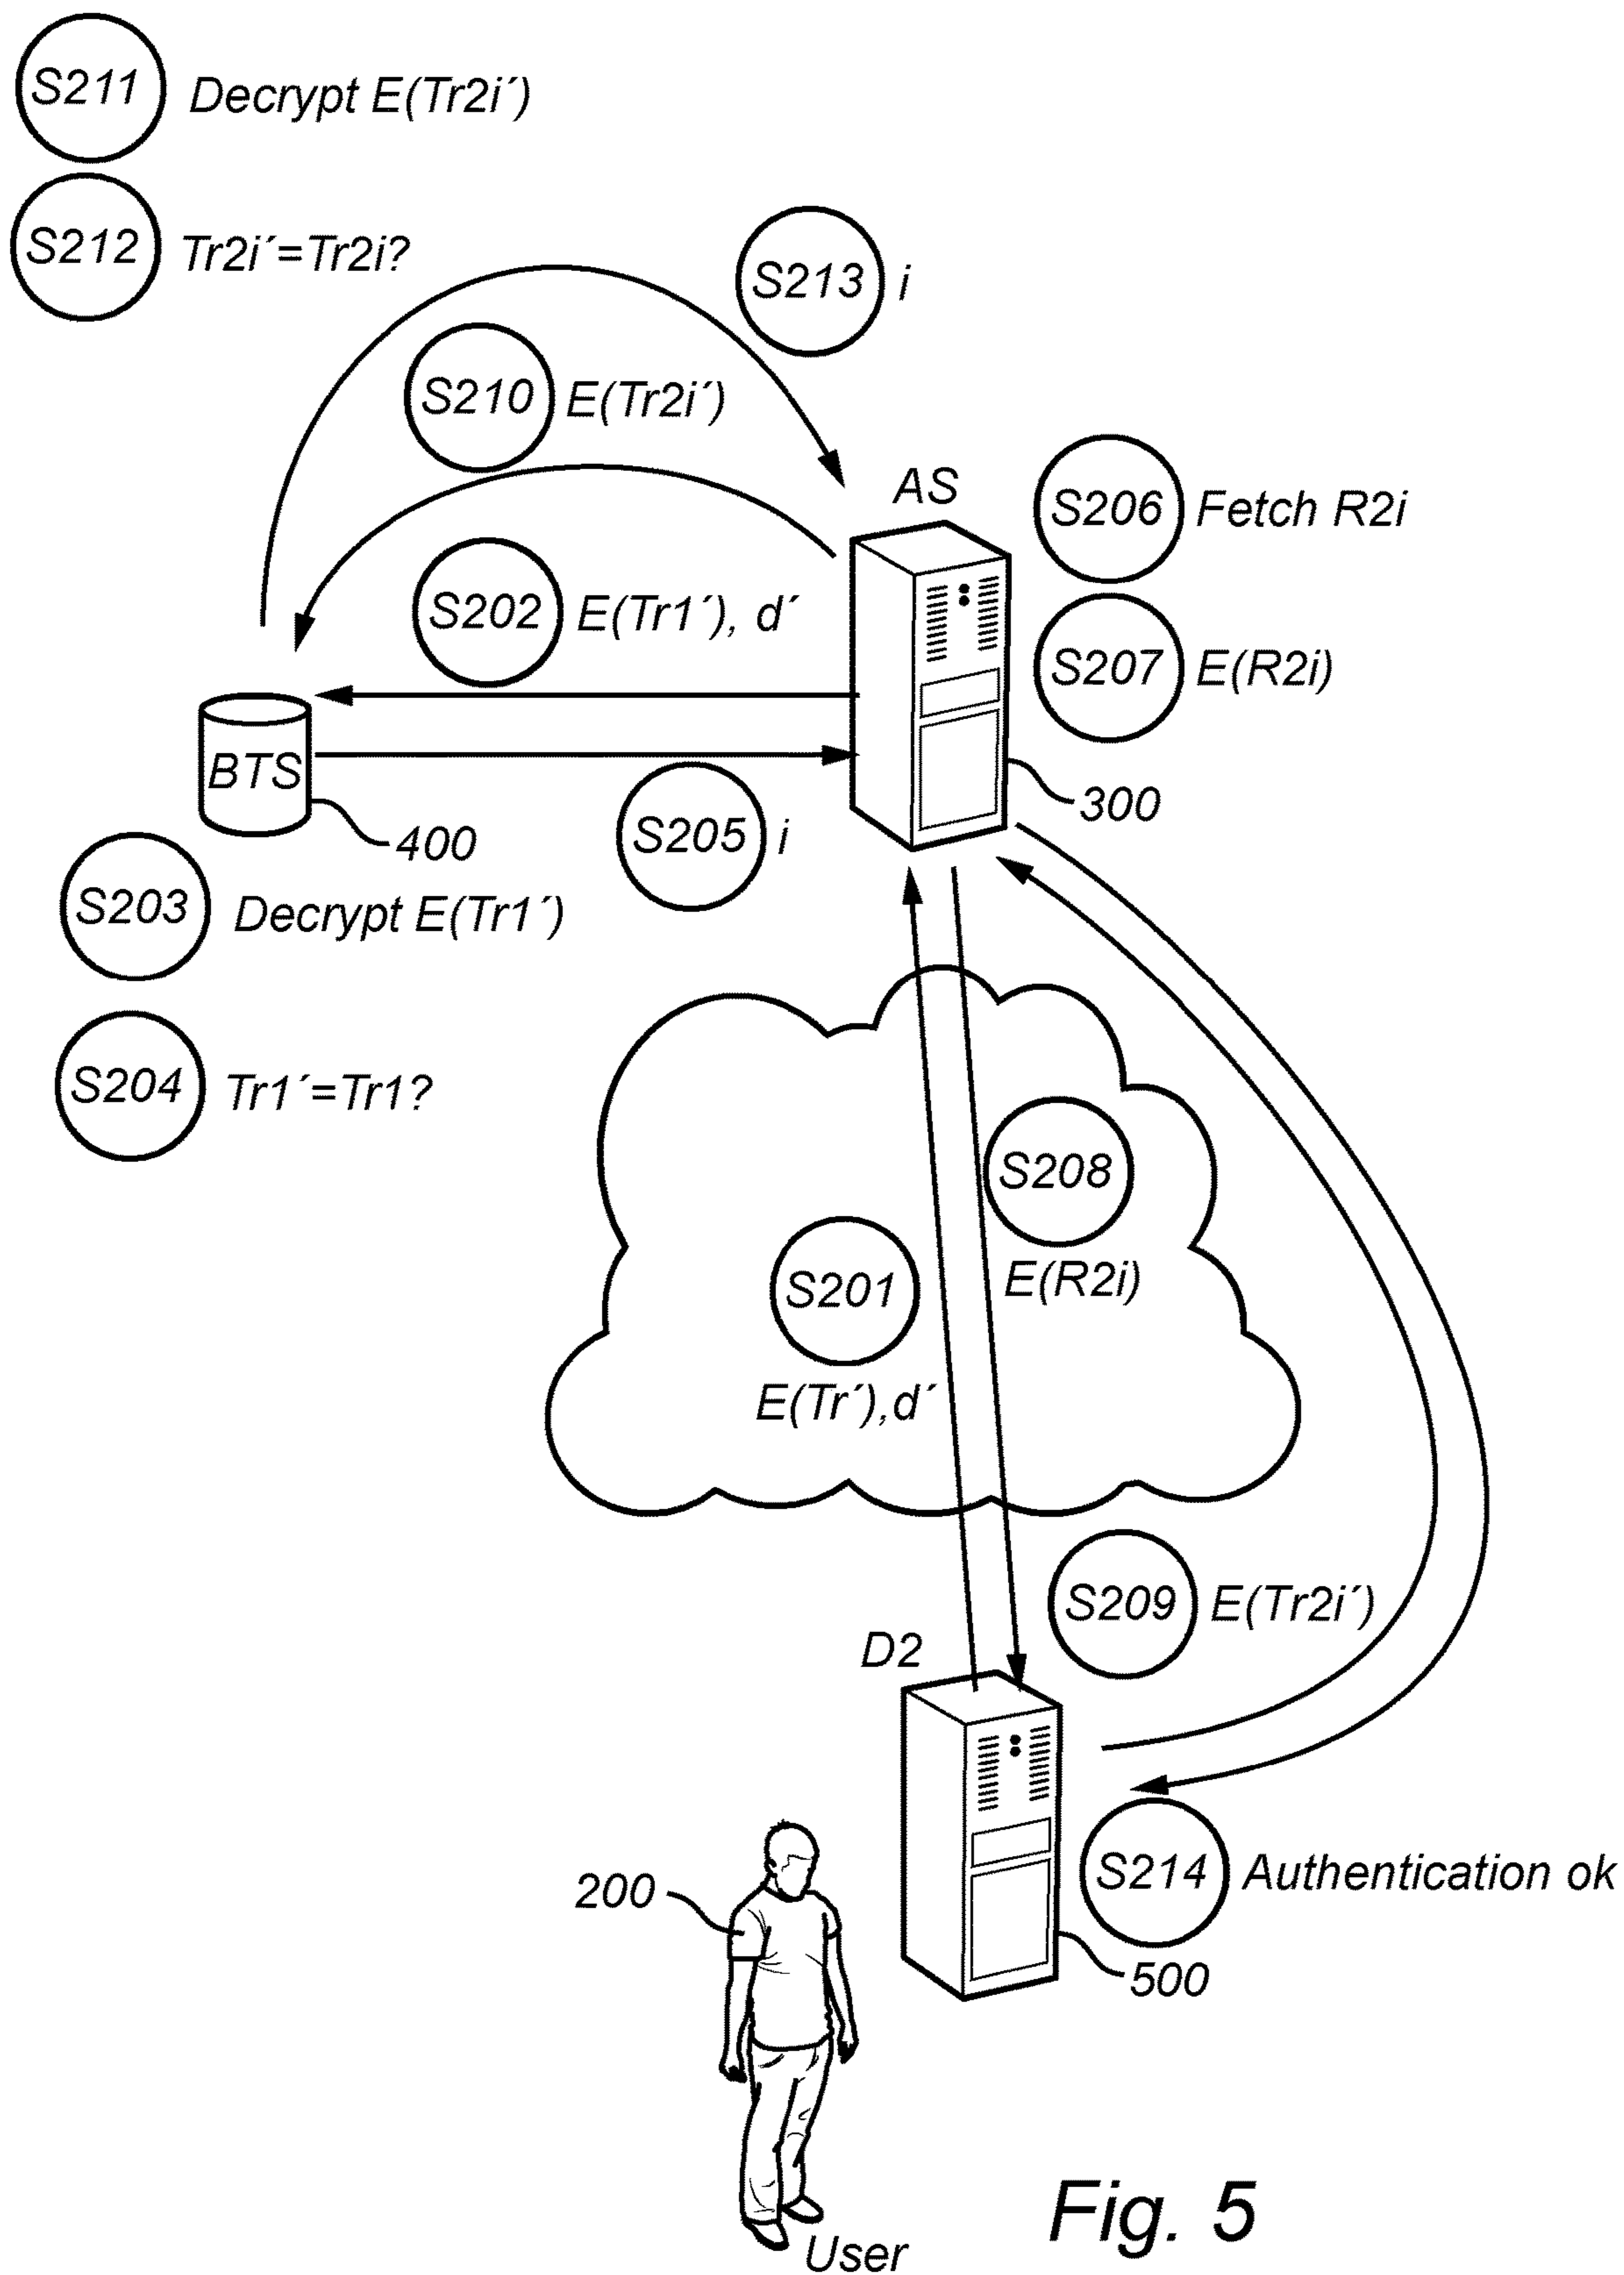 S211 Decrypt E(Tr2i´)
S212 Tr2i´=Tr2i?
S213 i
S210 E(Tr2i´)
AS
S206 Fetch R2i
S202 E(Tr1´), d´
S207 E(R2i)
BTS
300
400
S205 i
S203 Decrypt E(Tr1´)
S204 Tr1´=Tr1?
S208
E(R2i)
S201
E(Tr´),d´
S209 E(Tr2i´)
D2
S214 Authentication ok
200
500
User
Fig. 5